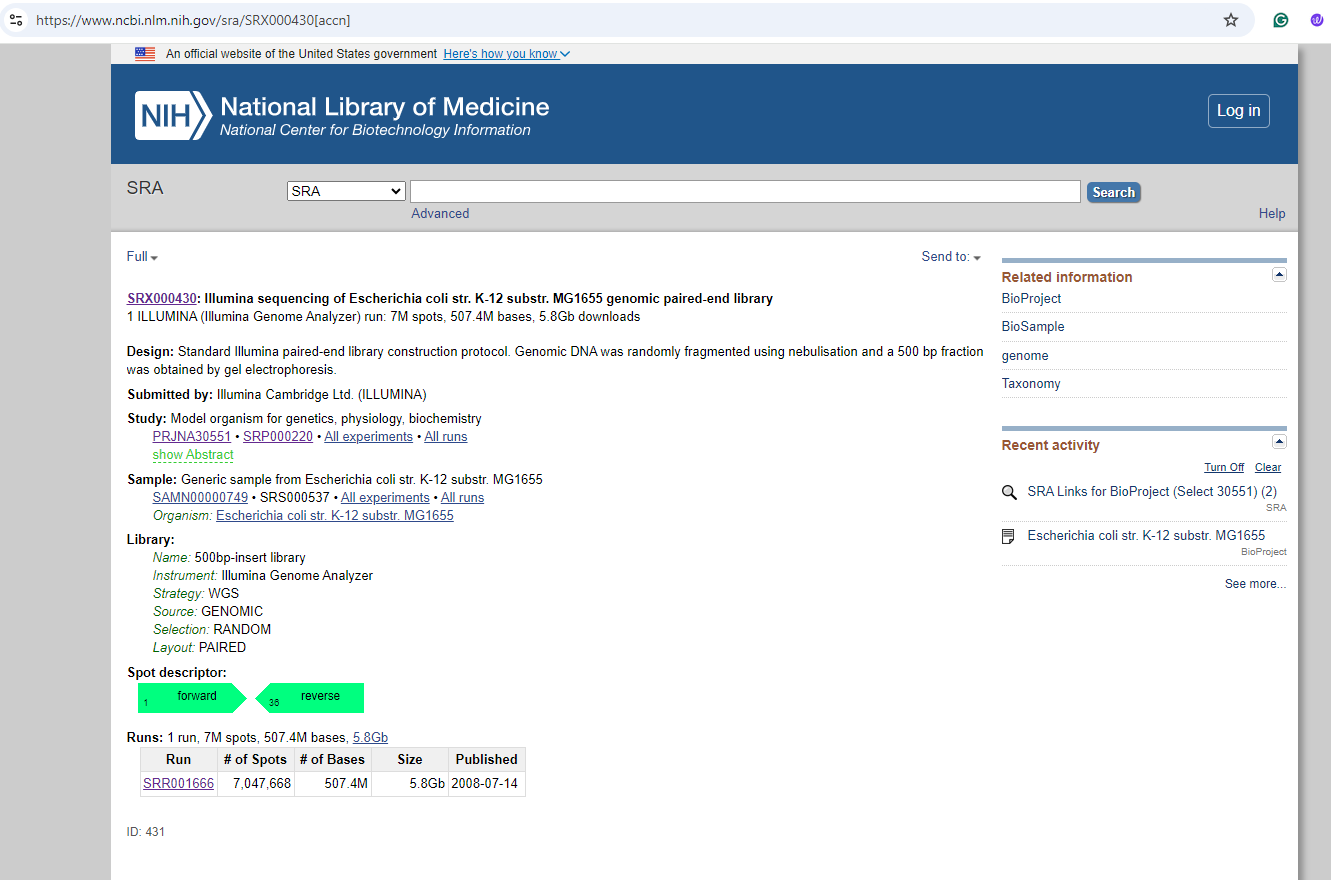 https://www.ncbi.nlm.nih.gov/sra/SRX000430[accn]
An official website of the United States government Here's how you know
NIH National Library of Medicine
National Center for Biotechnology Information
Log in
SRA SRA Search
Advanced Help
Full Send to:
SRX000430: Illumina sequencing of Escherichia coli str. K-12 substr. MG1655 genomic paired-end library
1 ILLUMINA (Illumina Genome Analyzer) run: 7M spots, 507.4M bases, 5.8Gb downloads
Design: Standard Illumina paired-end library construction protocol. Genomic DNA was randomly fragmented using nebulisation and a 500 bp fraction
was obtained by gel electrophoresis.
Submitted by: Illumina Cambridge Ltd. (ILLUMINA)
Study: Model organism for genetics, physiology, biochemistry
PRJNA30551 • SRP000220 • All experiments • All runs
show Abstract
Sample: Generic sample from Escherichia coli str. K-12 substr. MG1655
SAMN00000749 • SRS000537 • All experiments • All runs
Organism: Escherichia coli str. K-12 substr. MG1655
Library:
Name: 500bp-insert library
Instrument: Illumina Genome Analyzer
Strategy: WGS
Source: GENOMIC
Selection: RANDOM
Layout: PAIRED
Spot descriptor:
1 forward 36 reverse
Runs: 1 run, 7M spots, 507.4M bases, 5.8Gb
Run # of Spots # of Bases Size Published
SRR001666 7,047,668 507.4M 5.8Gb 2008-07-14
ID: 431
Related information
BioProject
BioSample
genome
Taxonomy
Recent activity
Turn Off Clear
SRA Links for BioProject (Select 30551) (2)
SRA
Escherichia coli str. K-12 substr. MG1655
BioProject
See more...